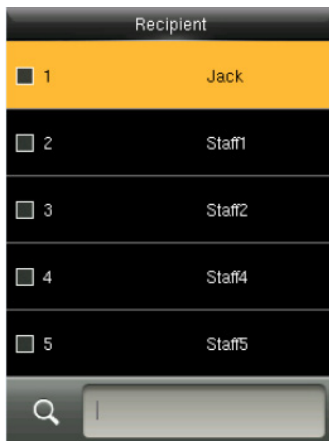 Recipient
1 Jack
2 Staff1
3 Staff2
4 Staff4
5 Staff5